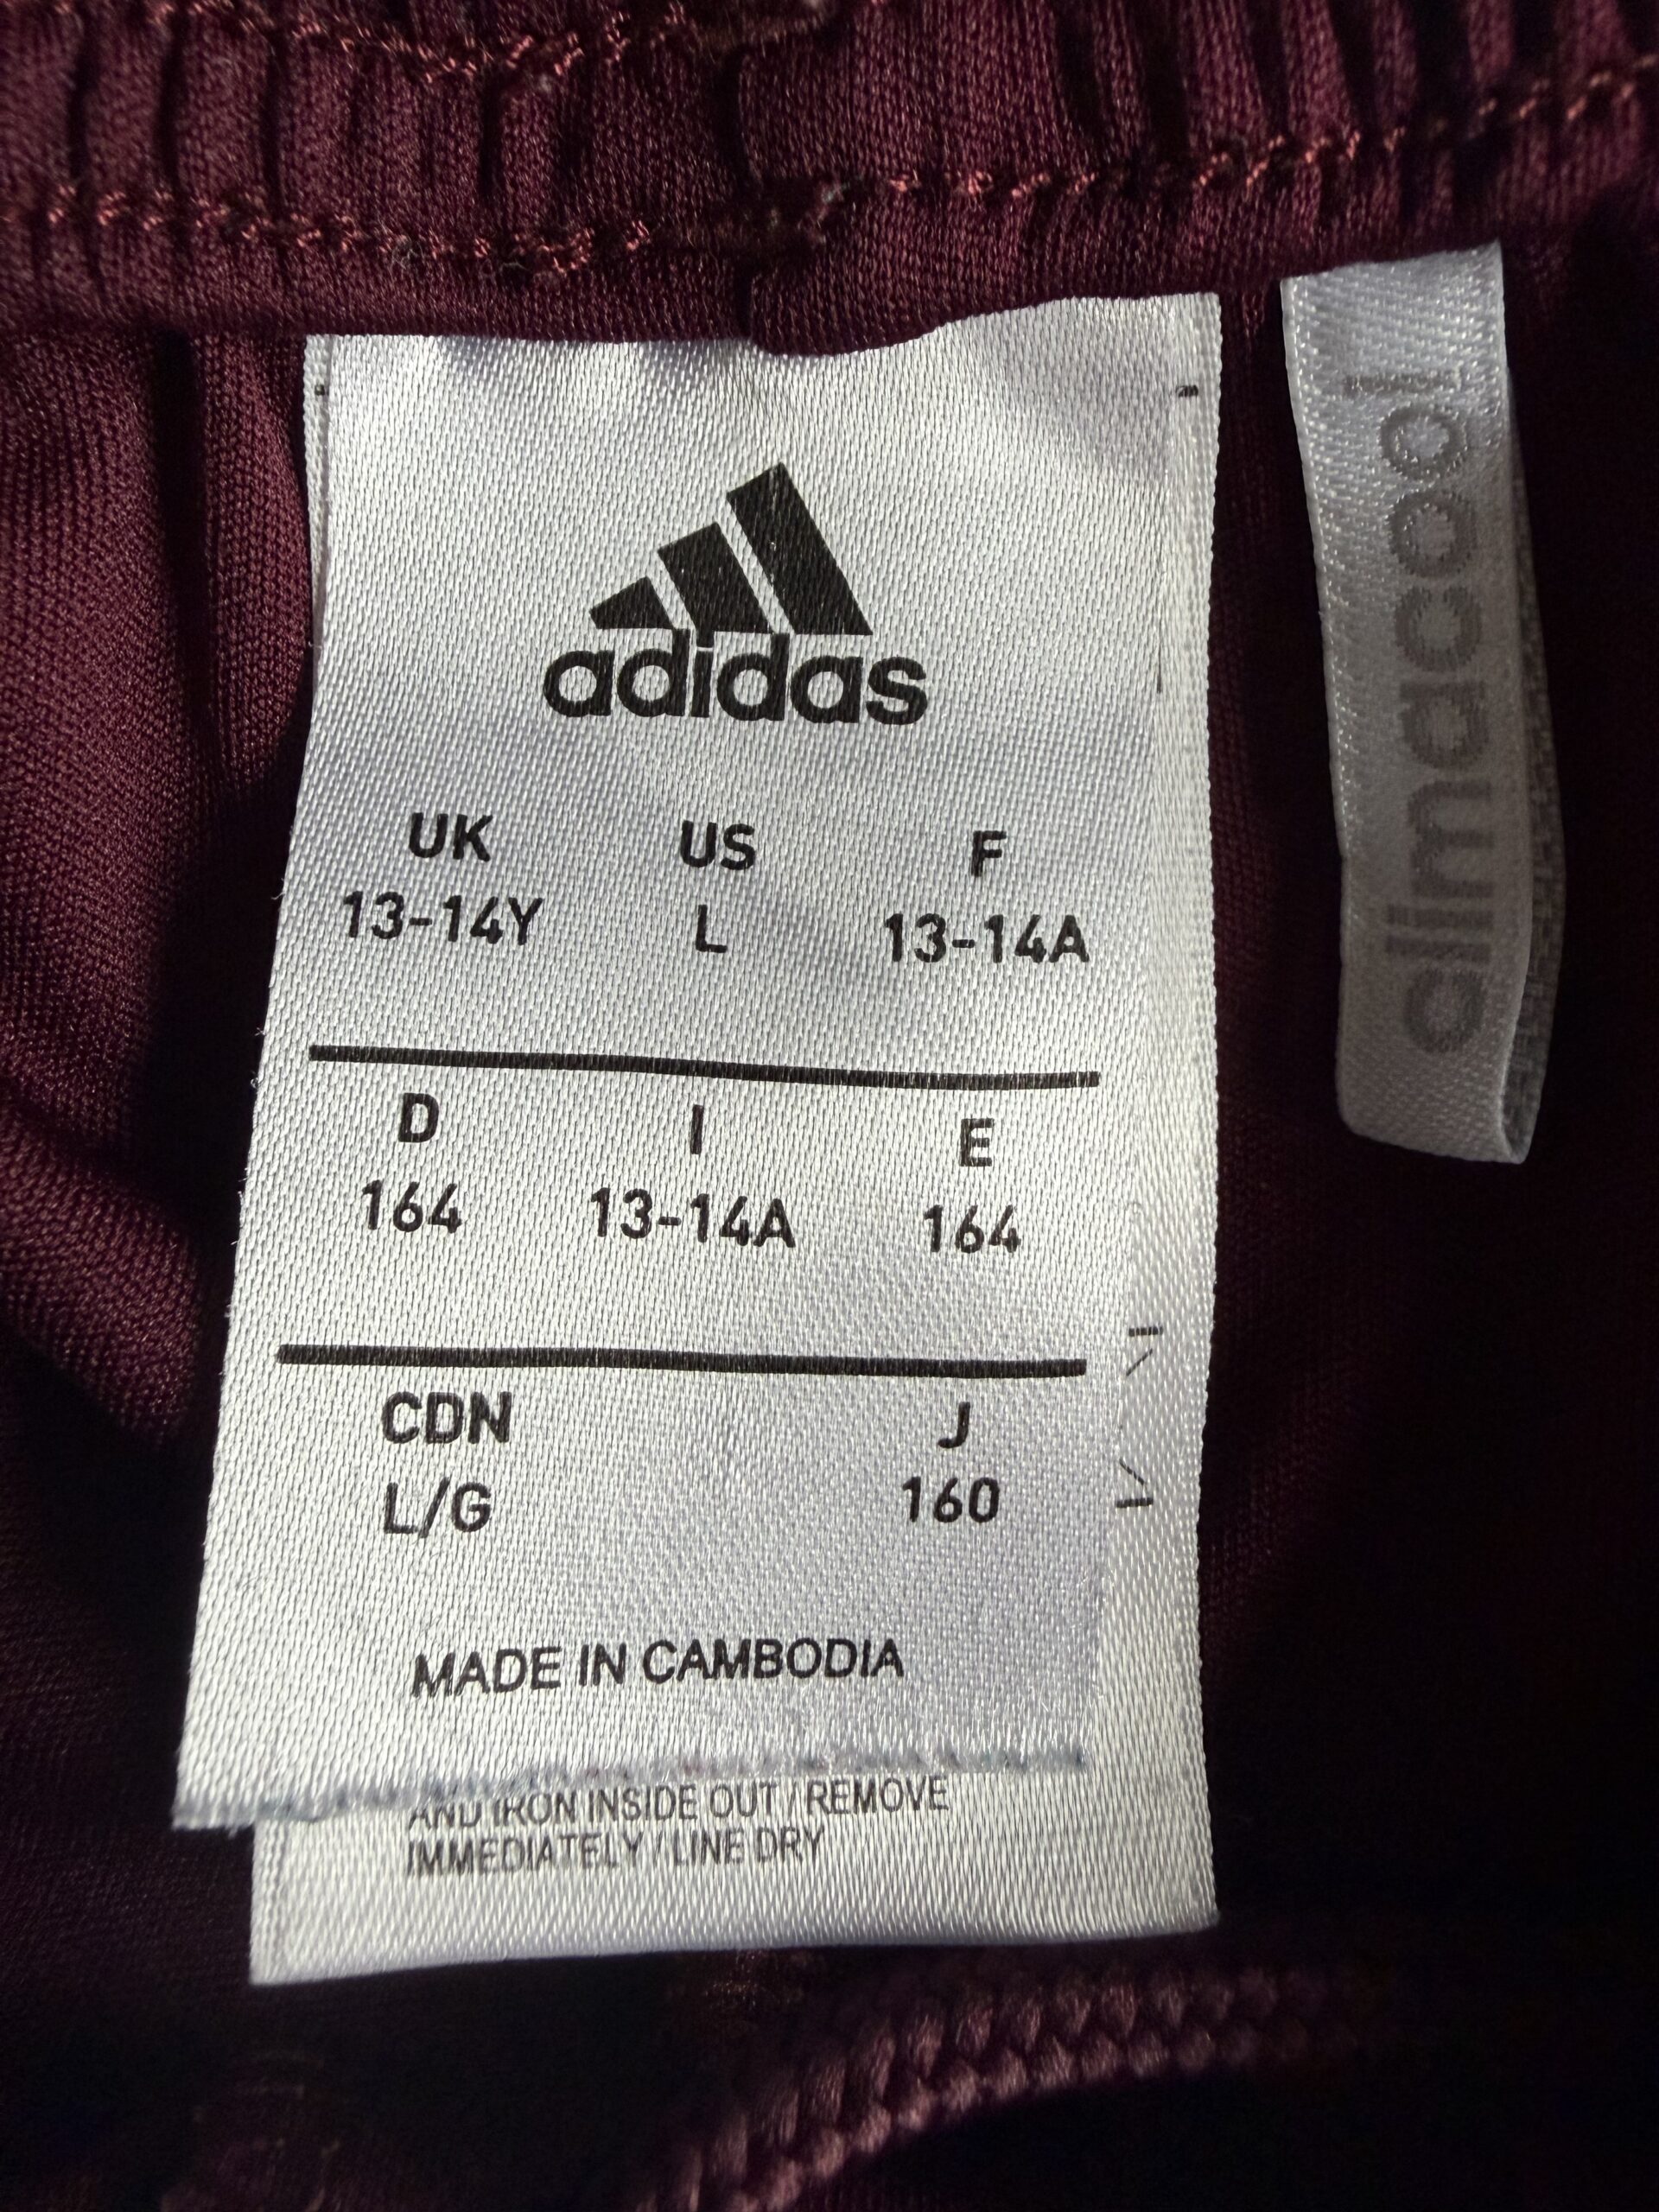 adidas
UK US F
13-14Y L 13-14A
D I E
164 13-14A 164
CDN J
L/G 160
MADE IN CAMBODIA
AND IRON INSIDE OUT / REMOVE
IMMEDIATELY / LINE DRY
climacool